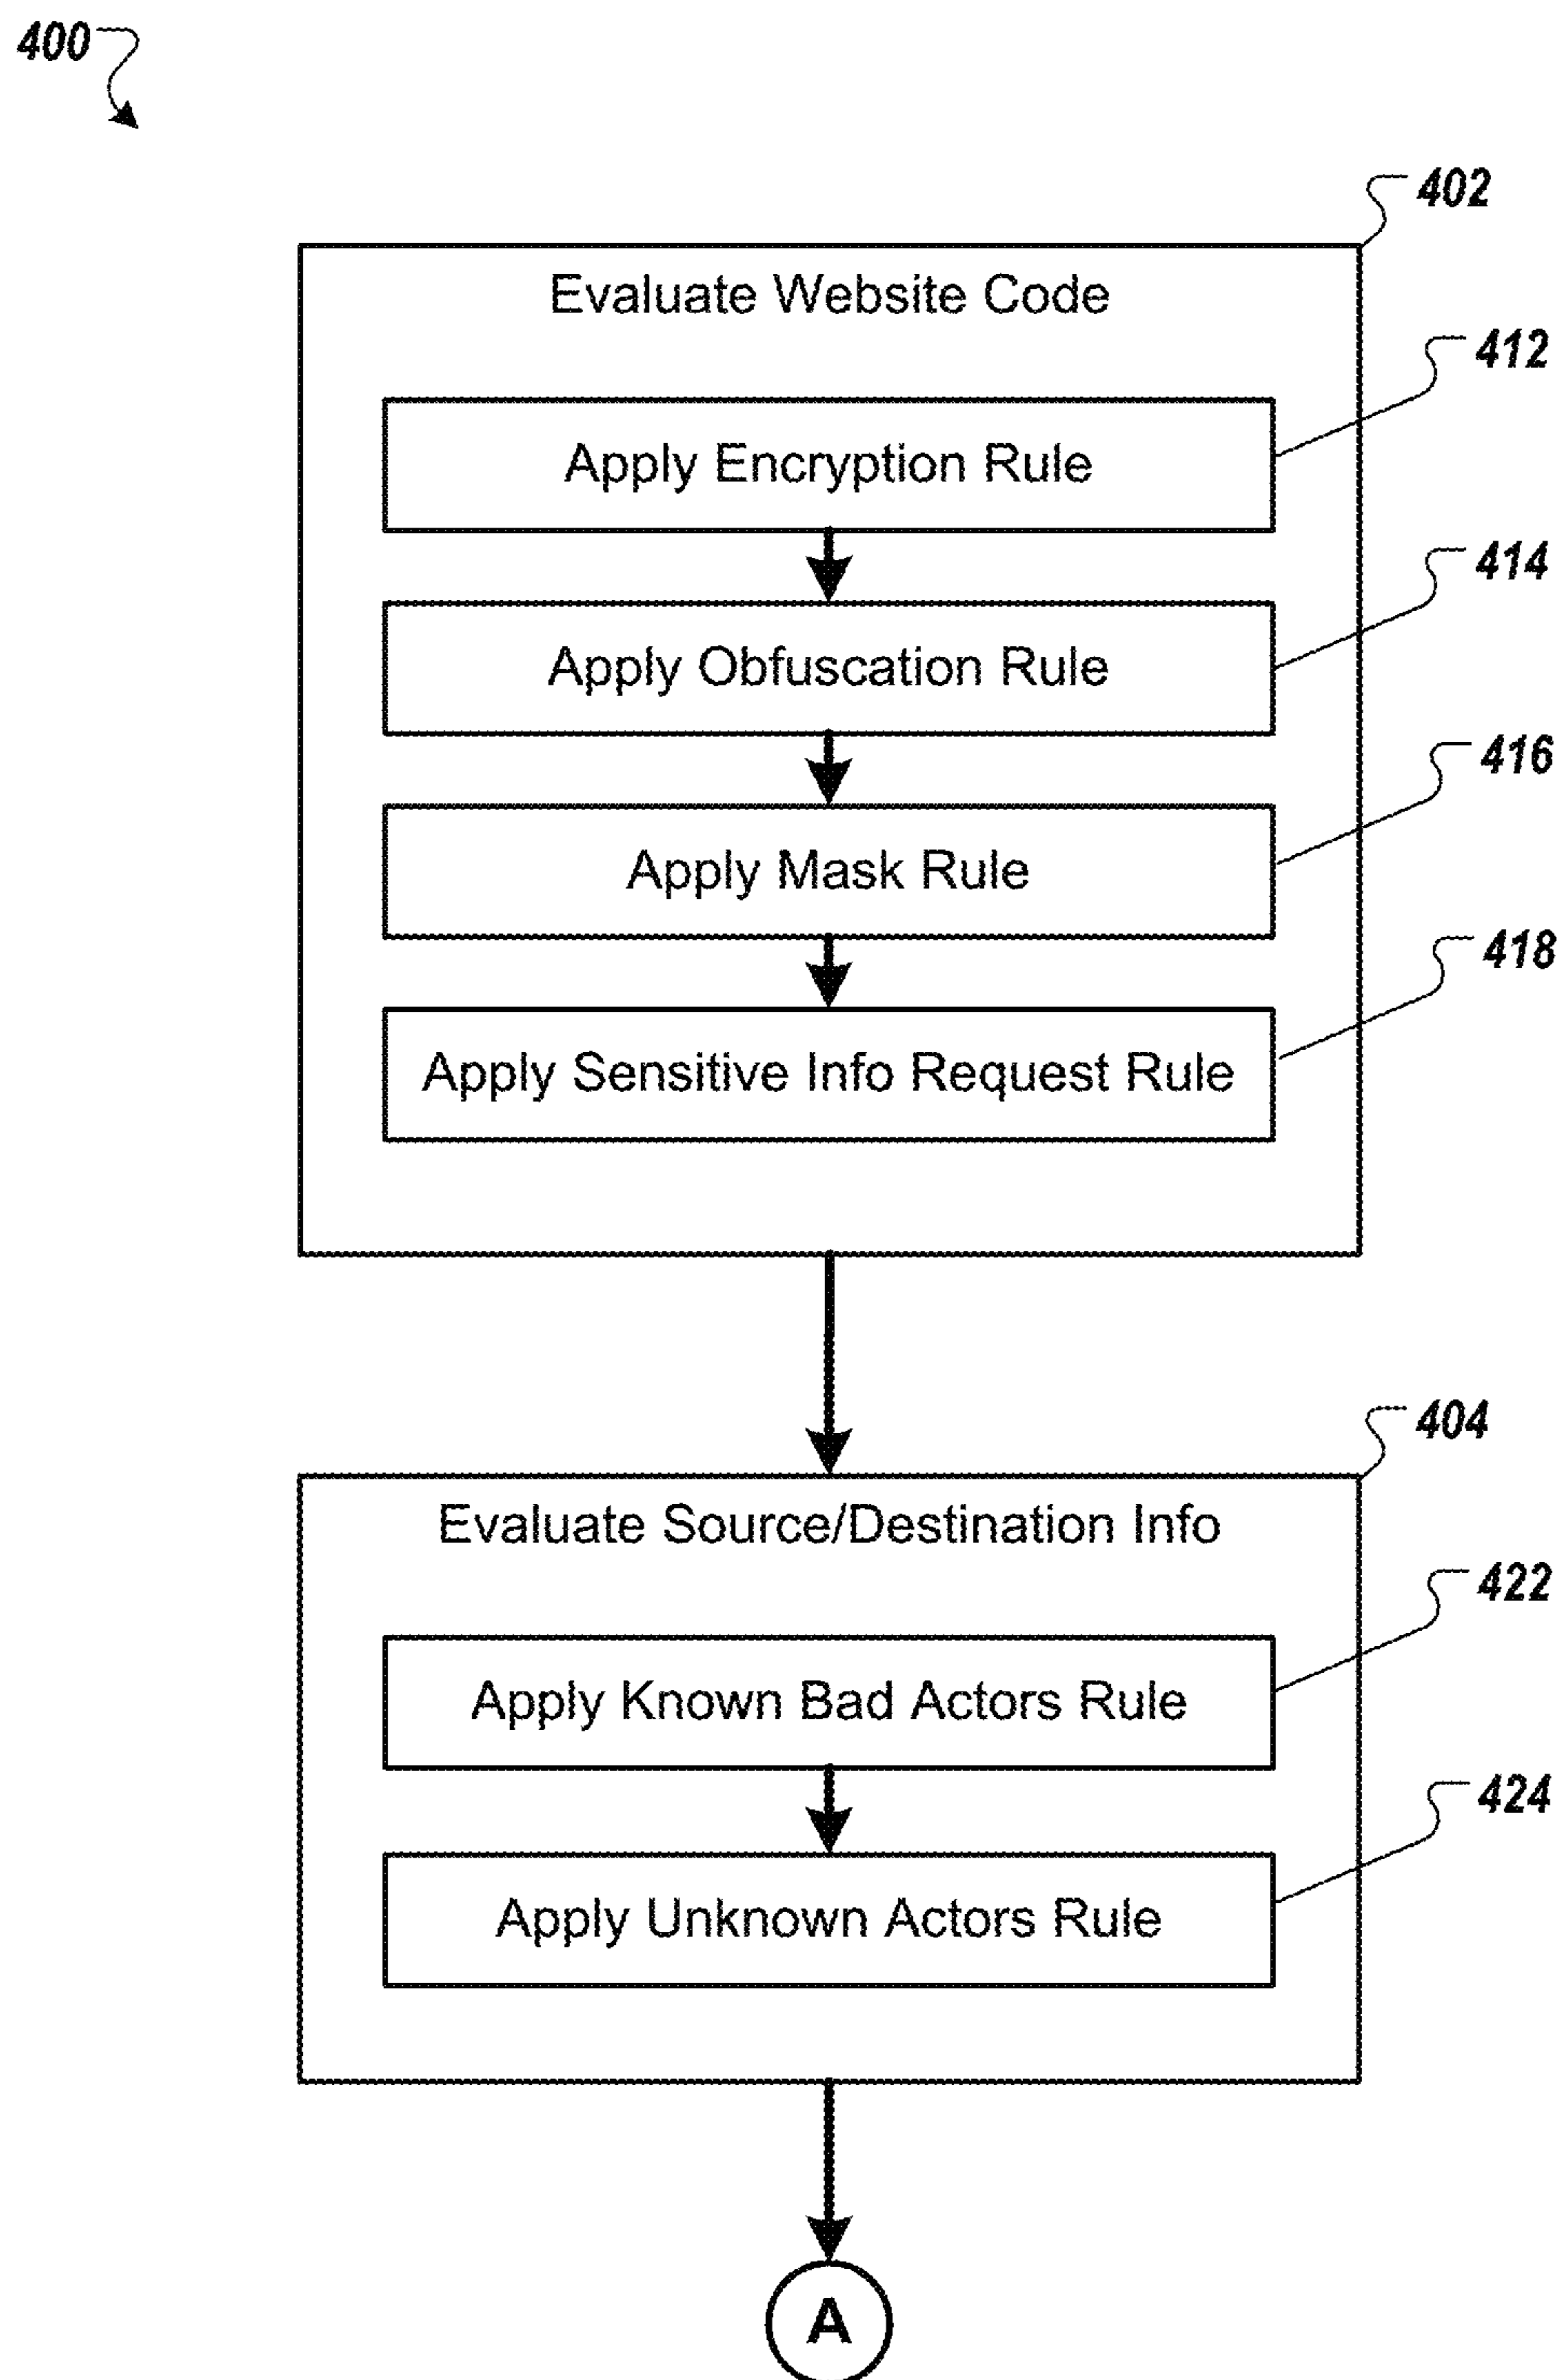 400
402
Evaluate Website Code
412
Apply Encryption Rule
414
Apply Obfuscation Rule
416
Apply Mask Rule
418
Apply Sensitive Info Request Rule
404
Evaluate Source/Destination Info
422
Apply Known Bad Actors Rule
424
Apply Unknown Actors Rule
A